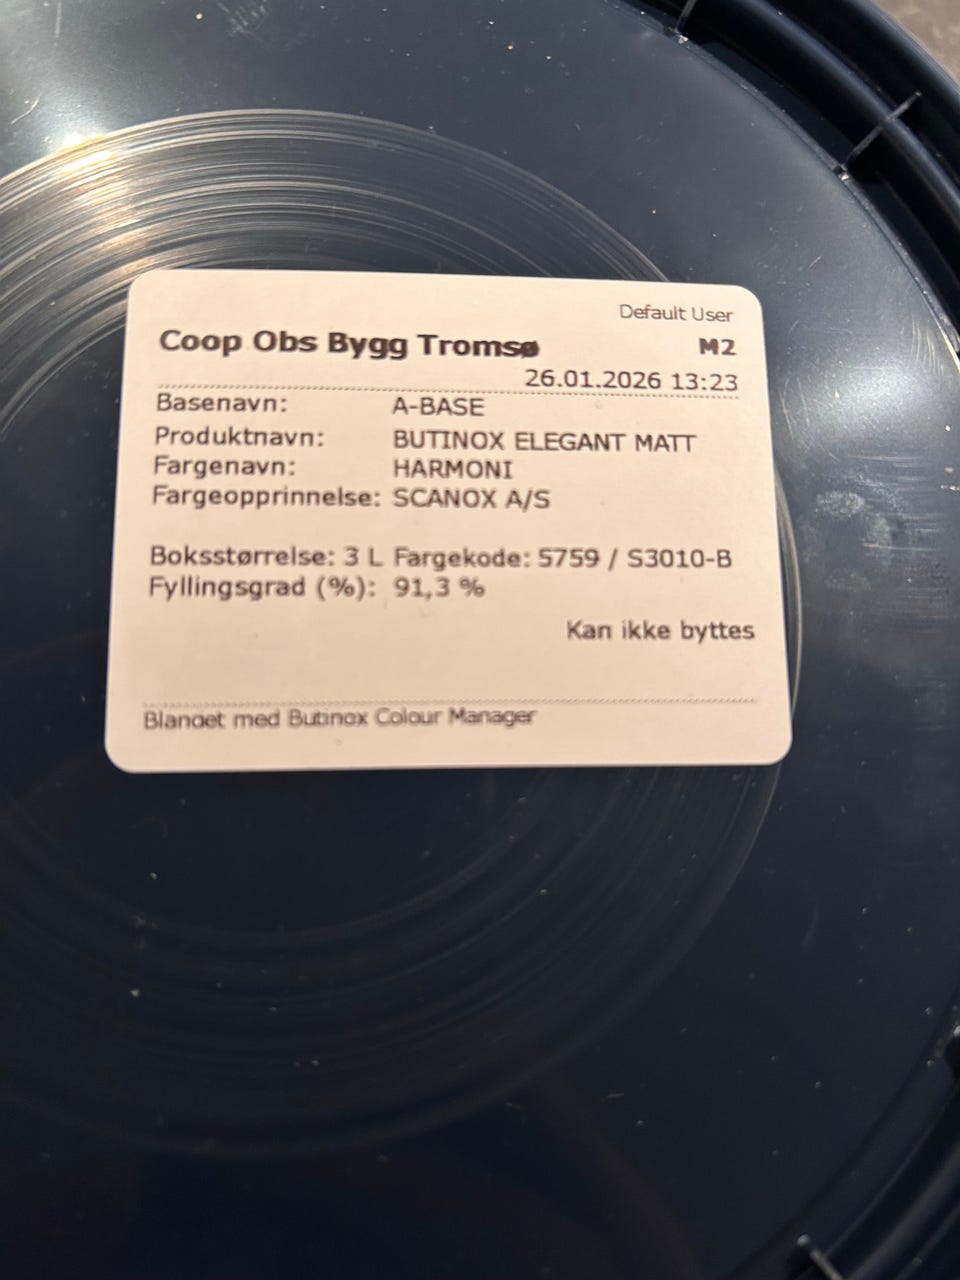 Default User
Coop Obs Bygg Tromsø M2
26.01.2026 13:23
Basenavn: A-BASE
Produktnavn: BUTINOX ELEGANT MATT
Fargenavn: HARMONI
Fargeopprinnelse: SCANOX A/S
Boksstørrelse: 3 L Fargekode: 5759 / S3010-B
Fyllingsgrad (%): 91,3 %
Kan ikke byttes
Blandet med Butinox Colour Manager